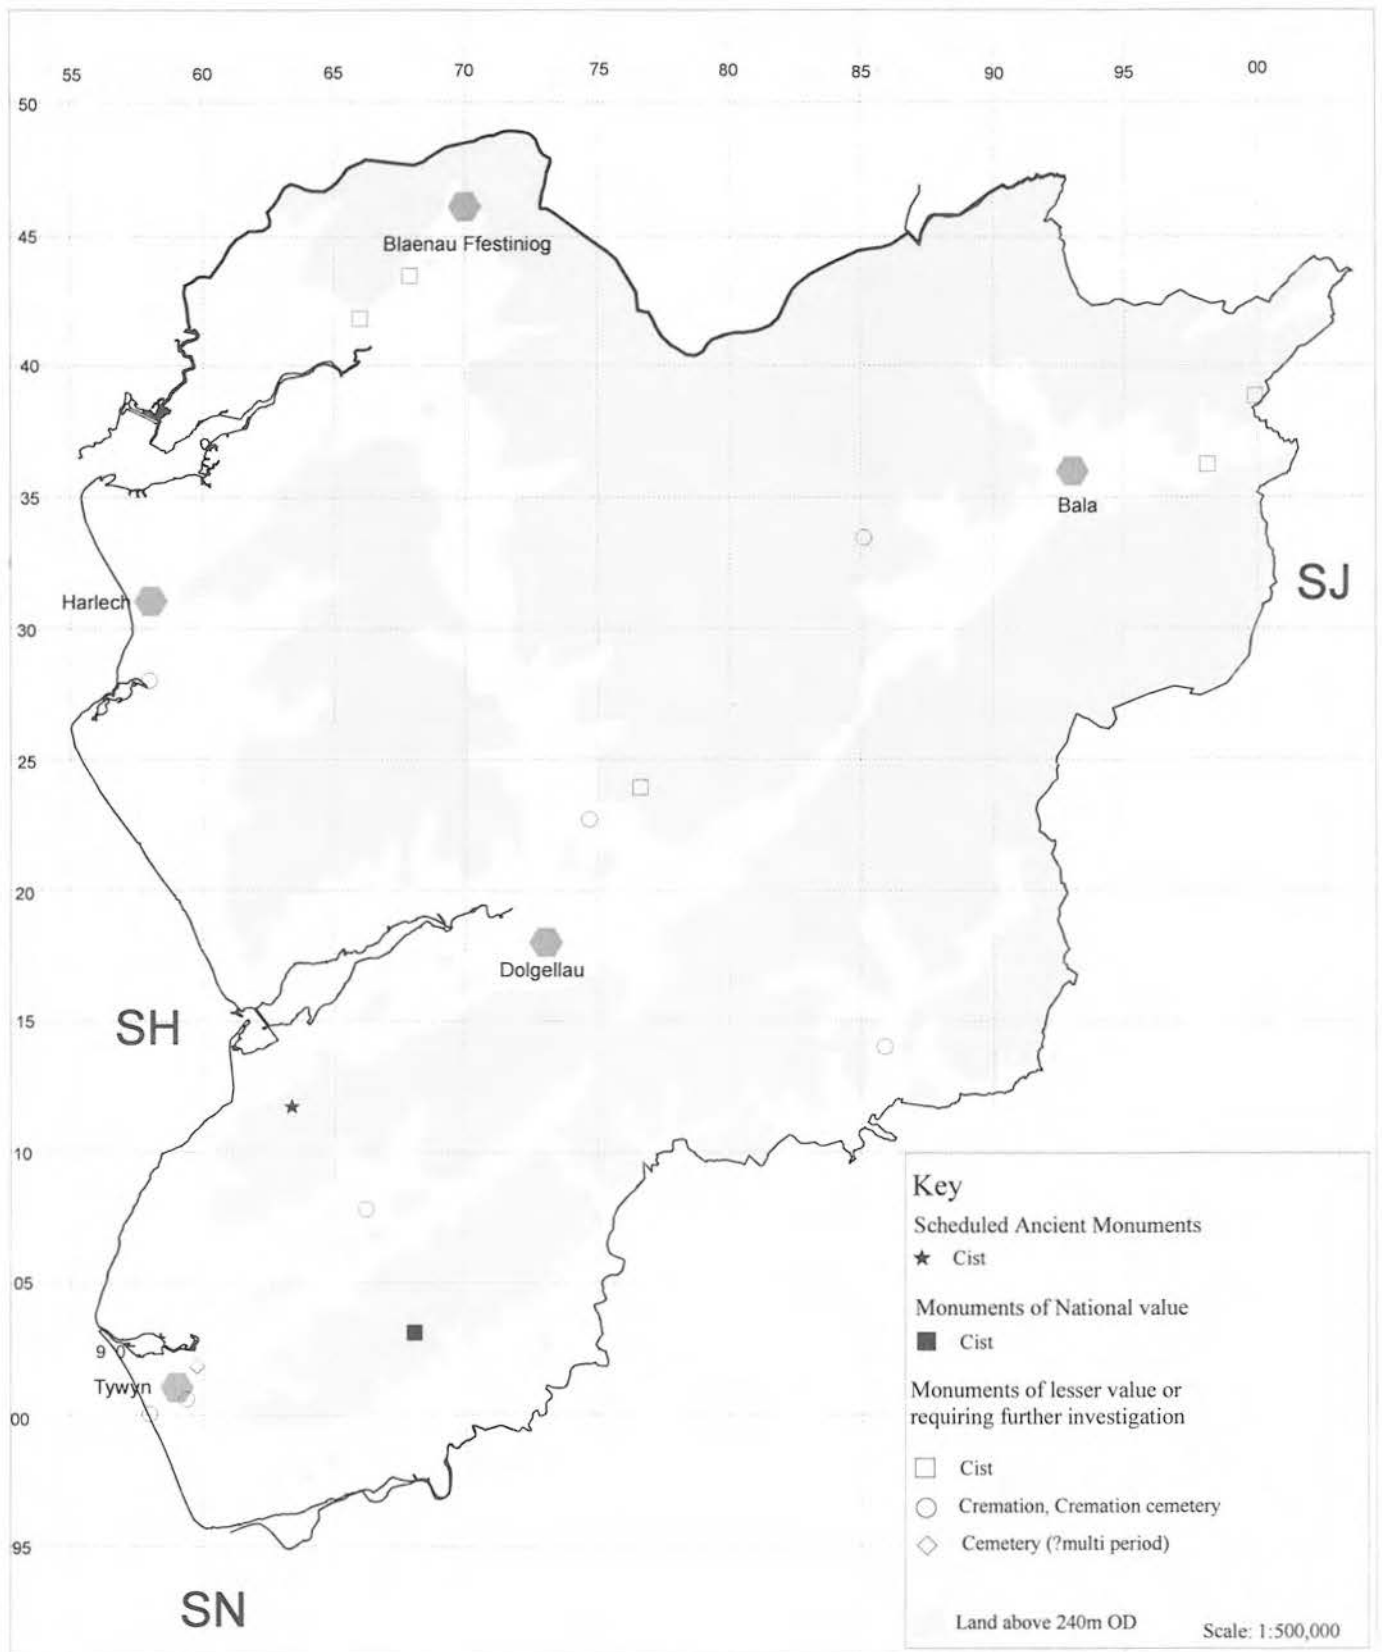 55 60 65 70 75 80 85 90 95 00
50
45
Blaenau Ffestiniog
40
35
Bala
SJ
Harlech
30
25
20
Dolgellau
SH
15
10
05
9 0
Tywyn
00
95
SN
Key
Scheduled Ancient Monuments
Cist
Monuments of National value
Cist
Monuments of lesser value or
requiring further investigation
Cist
Cremation, Cremation cemetery
Cemetery (?multi period)
Land above 240m OD
Scale: 1:500,000